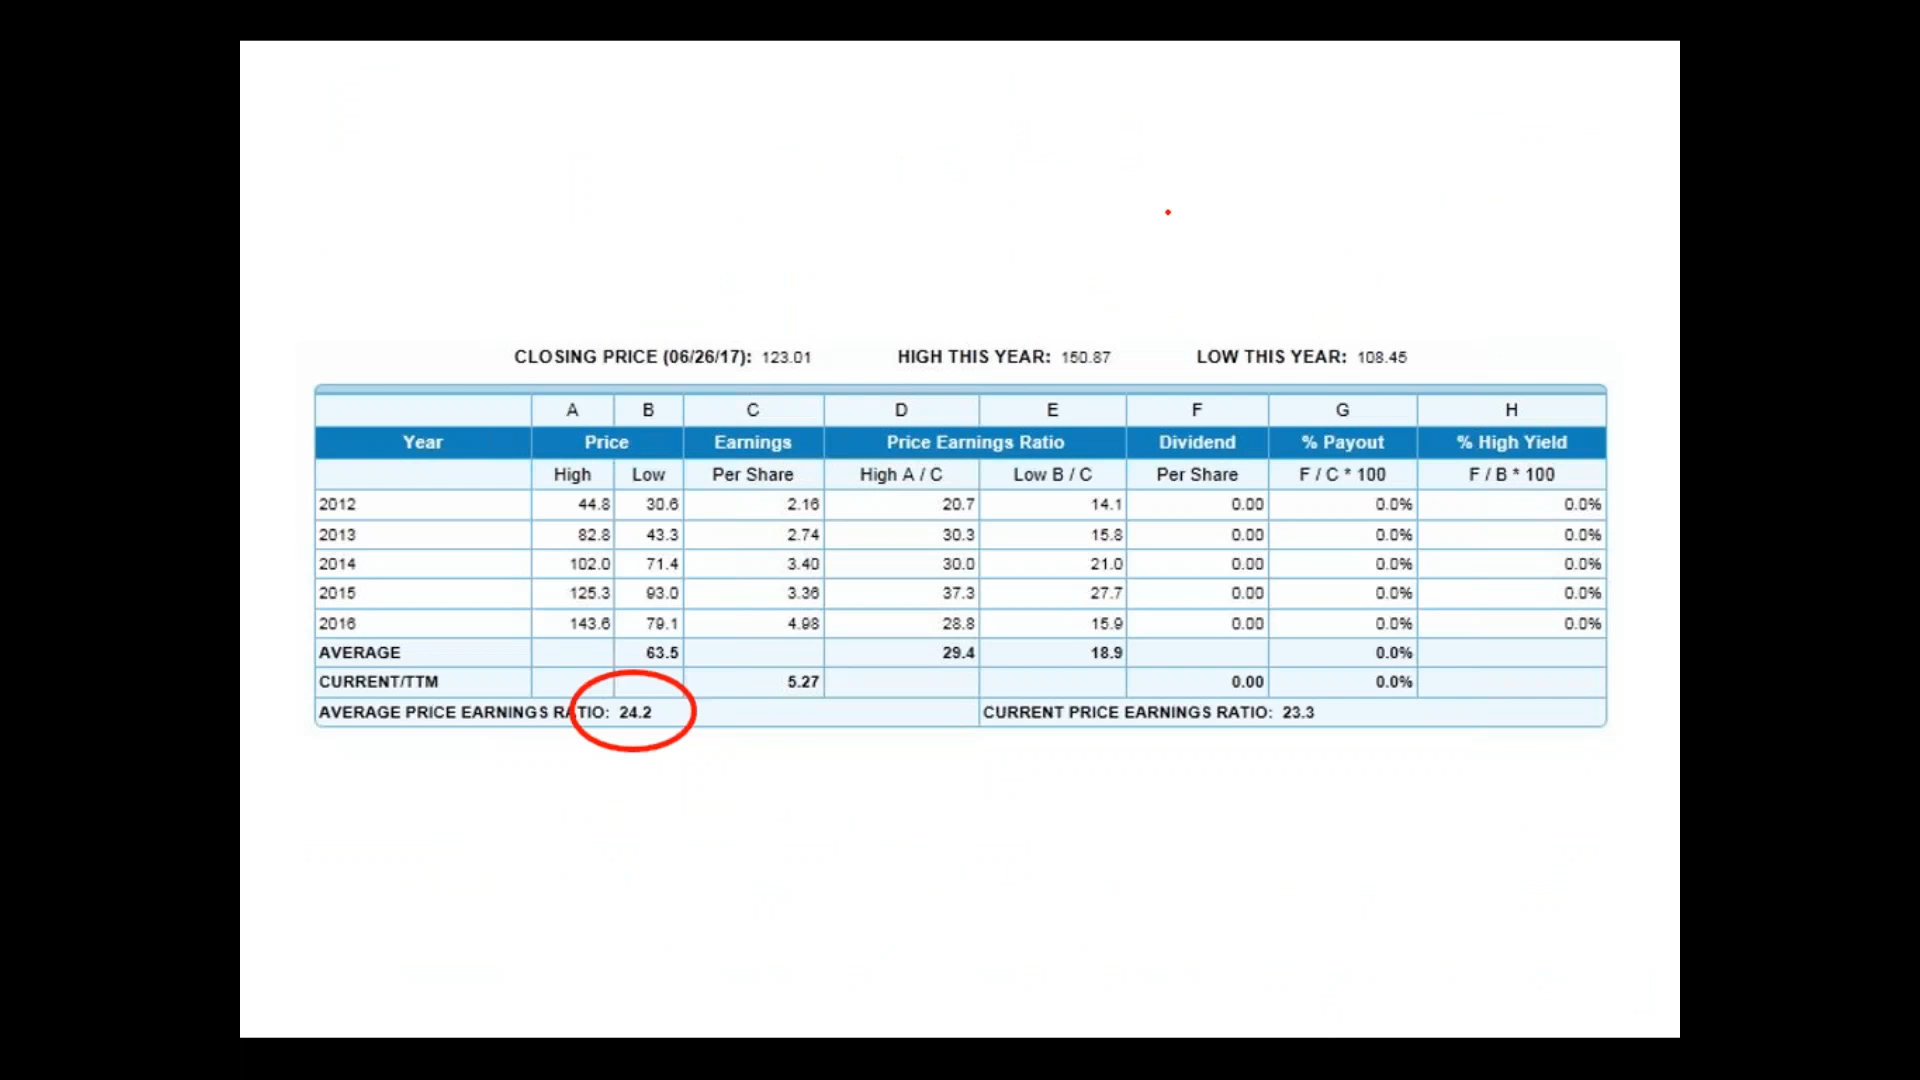 CLOSING PRICE (06/26/17): 123.01 HIGH THIS YEAR: 150.87 LOW THIS YEAR: 108.45
A B C D E F G H
Year Price Earnings Price Earnings Ratio Dividend % Payout % High Yield
High Low Per Share High A / C Low B / C Per Share F / C * 100 F / B * 100
2012 44.8 30.6 2.16 20.7 14.1 0.00 0.0% 0.0%
2013 82.8 43.3 2.74 30.3 15.8 0.00 0.0% 0.0%
2014 102.0 71.4 3.40 30.0 21.0 0.00 0.0% 0.0%
2015 125.3 93.0 3.36 37.3 27.7 0.00 0.0% 0.0%
2016 143.6 79.1 4.98 28.8 15.9 0.00 0.0% 0.0%
AVERAGE 63.5 29.4 18.9 0.0%
CURRENT/TTM 5.27 0.00 0.0%
AVERAGE PRICE EARNINGS RATIO: 24.2 CURRENT PRICE EARNINGS RATIO: 23.3